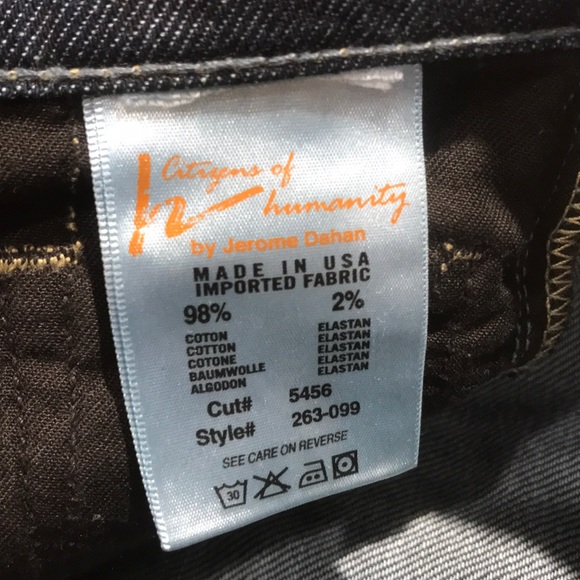 Citizens of
humanity
by Jerome Dahan
MADE IN USA
IMPORTED FABRIC
98% 2%
COTON ELASTAN
COTTON ELASTAN
COTONE ELASTAN
BAUMWOLLE ELASTAN
ALGODON ELASTAN
Cut# 5456
Style# 263-099
SEE CARE ON REVERSE
30